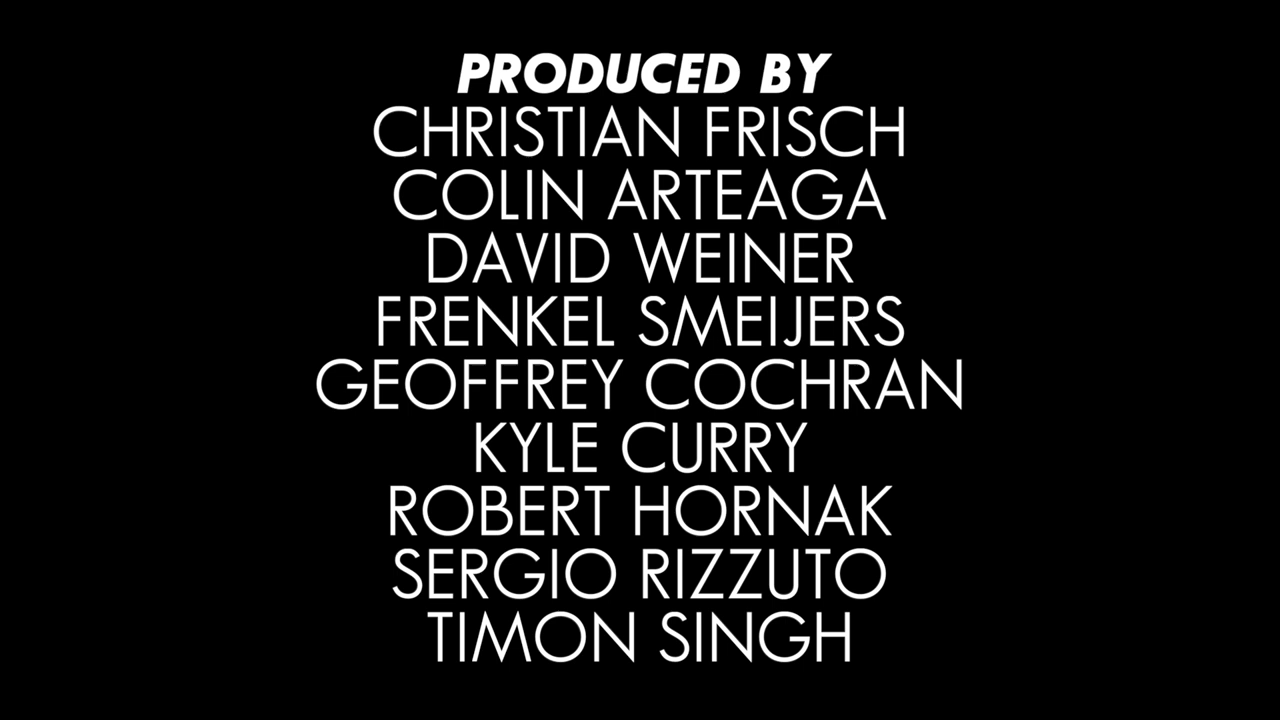 PRODUCED BY
CHRISTIAN FRISCH
COLIN ARTEAGA
DAVID WEINER
FRENKEL SMEIJERS
GEOFFREY COCHRAN
KYLE CURRY
ROBERT HORNAK
SERGIO RIZZUTO
TIMON SINGH